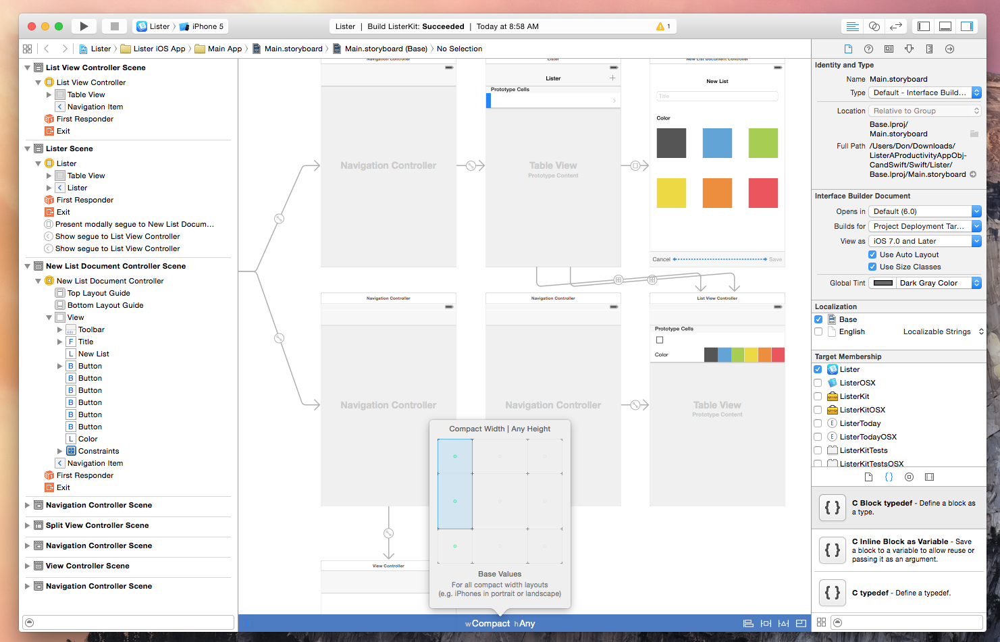 Lister
iPhone 5
Lister | Build ListerKit: Succeeded | Today at 8:58 AM
1
Lister
Lister iOS App
Main App
Main.storyboard
Main.storyboard (Base)
No Selection
List View Controller Scene
List View Controller
Table View
Navigation Item
First Responder
Exit
Lister Scene
Lister
Table View
Lister
First Responder
Exit
Present modally segue to New List Docum...
Show segue to List View Controller
Show segue to List View Controller
New List Document Controller Scene
New List Document Controller
Top Layout Guide
Bottom Layout Guide
View
Edit
Toolbar
F
Title
L
New List
B
Button
B
Button
B
Button
B
Button
B
Button
B
Button
L
Color
Constraints
Navigation Item
First Responder
Exit
Navigation Controller Scene
Split View Controller Scene
Navigation Controller Scene
View Controller Scene
Navigation Controller Scene
Navigation Controller
Navigation Controller
Lister
Lister
Prototype Cells
Table View
Prototype Content
New List Document Controller
New List
Title
Color
Cancel
Save
Navigation Controller
Navigation Controller
Navigation Controller
Navigation Controller
List View Controller
Prototype Cells
Color
Table View
Prototype Content
View Controller
Compact Width | Any Height
Base Values
For all compact width layouts
(e.g. iPhones in portrait or landscape)
wCompact hAny
Identity and Type
Name Main.storyboard
Type Default - Interface Build...
Location Relative to Group
Base.lproj/
Main.storyboard
Full Path /Users/Don/Downloads/
ListerAProductivityAppObj-
CandSwift/Swift/Lister/
Base.lproj/Main.storyboard
Interface Builder Document
Opens in Default (6.0)
Builds for Project Deployment Tar...
View as iOS 7.0 and Later
Use Auto Layout
Use Size Classes
Global Tint Dark Gray Color
Localization
Base
English Localizable Strings
Target Membership
Lister
ListerOSX
ListerKit
ListerKitOSX
E
ListerToday
E
ListerTodayOSX
ListerKitTests
ListerKitTestsOSX
{ }
{ }
C Block typedef - Define a block as
a type.
{ }
C Inline Block as Variable - Save
a block to a variable to allow reuse or
passing it as an argument.
{ }
C typedef - Define a typedef.